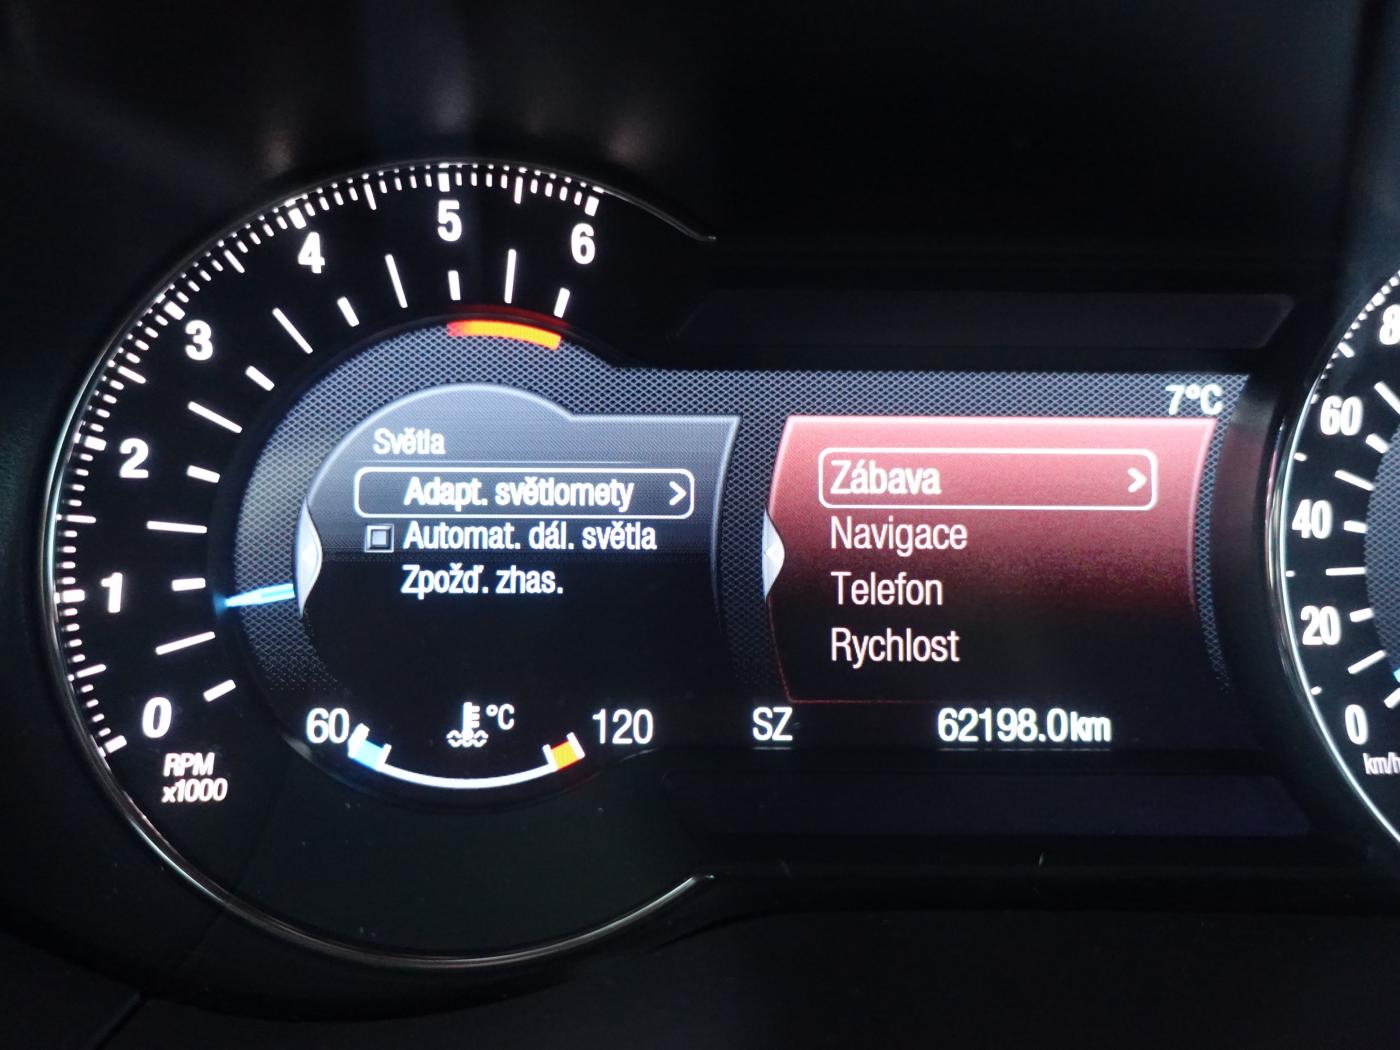 5
6
4
3
2
1
0
RPM
x1000
Světla
Adapt. světlomety >
Automat. dál. světla
Zpožď. zhas.
60 °C 120
7°C
Zábava >
Navigace
Telefon
Rychlost
SZ 62198.0km
60
40
20
0